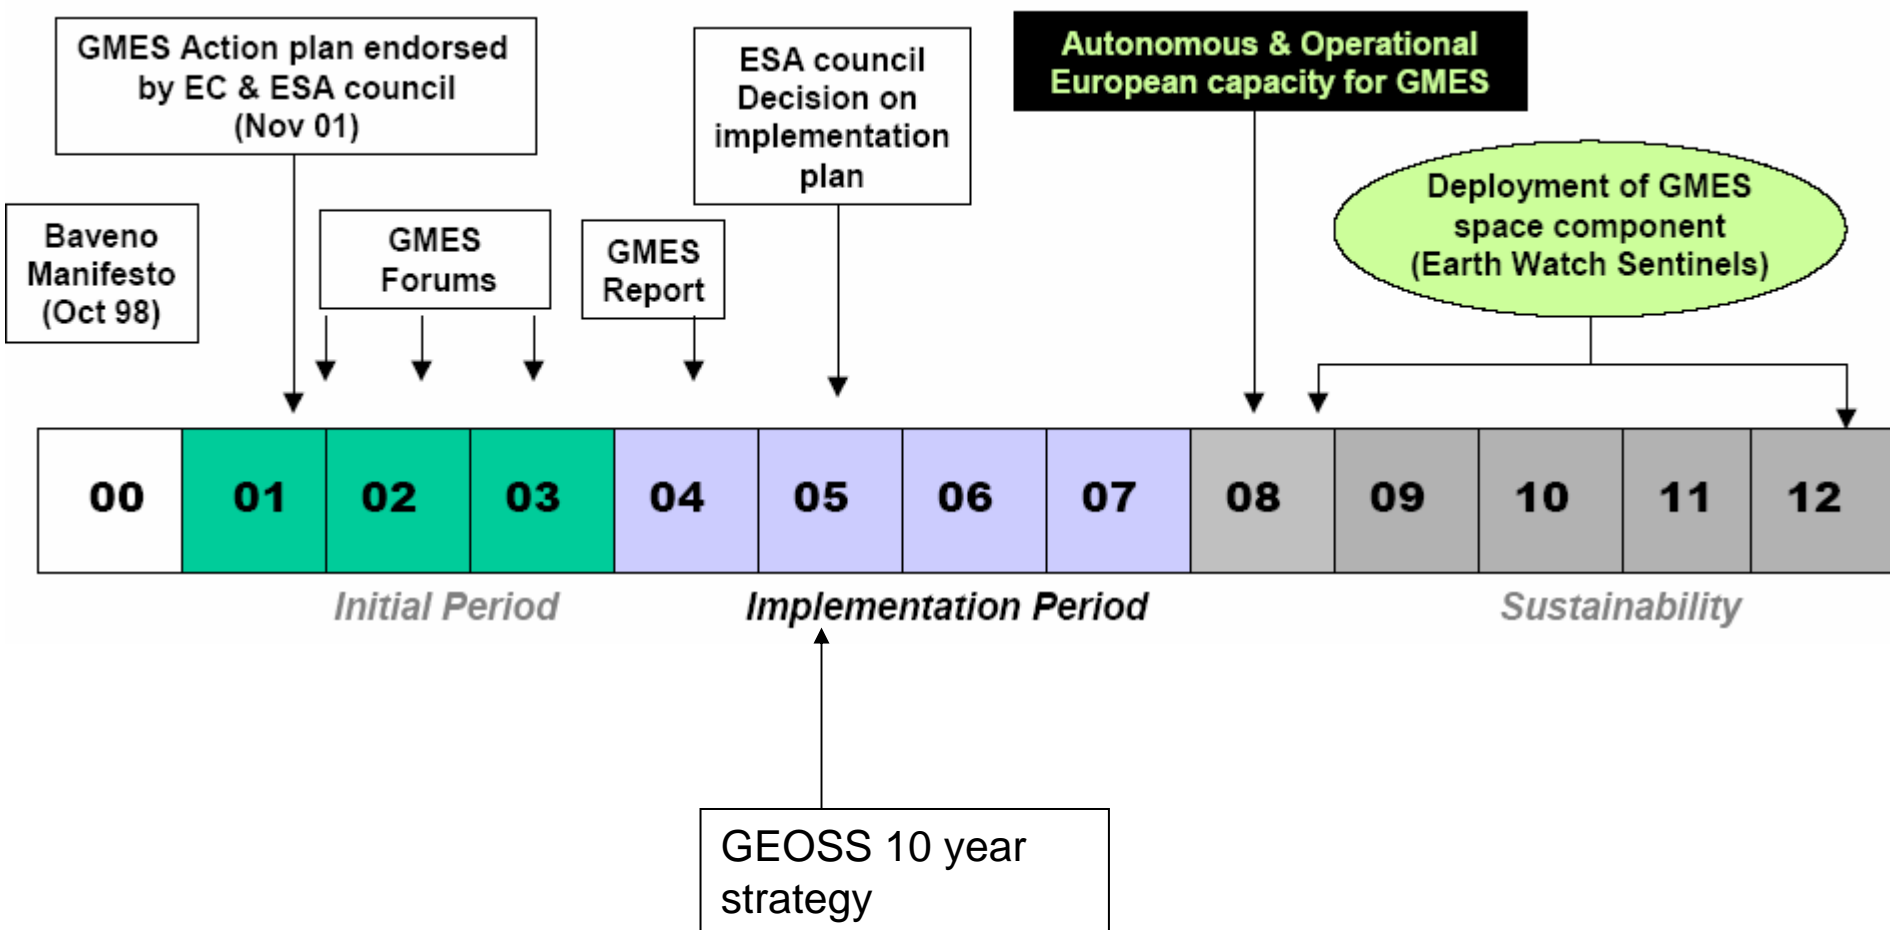 GMES Action plan endorsed
by EC & ESA council
(Nov 01)
Baveno
Manifesto
(Oct 98)
GMES
Forums
GMES
Report
ESA council
Decision on
implementation
plan
Autonomous & Operational
European capacity for GMES
Deployment of GMES
space component
(Earth Watch Sentinels)
00 01 02 03 04 05 06 07 08 09 10 11 12
Initial Period Implementation Period Sustainability
GEOSS 10 year
strategy